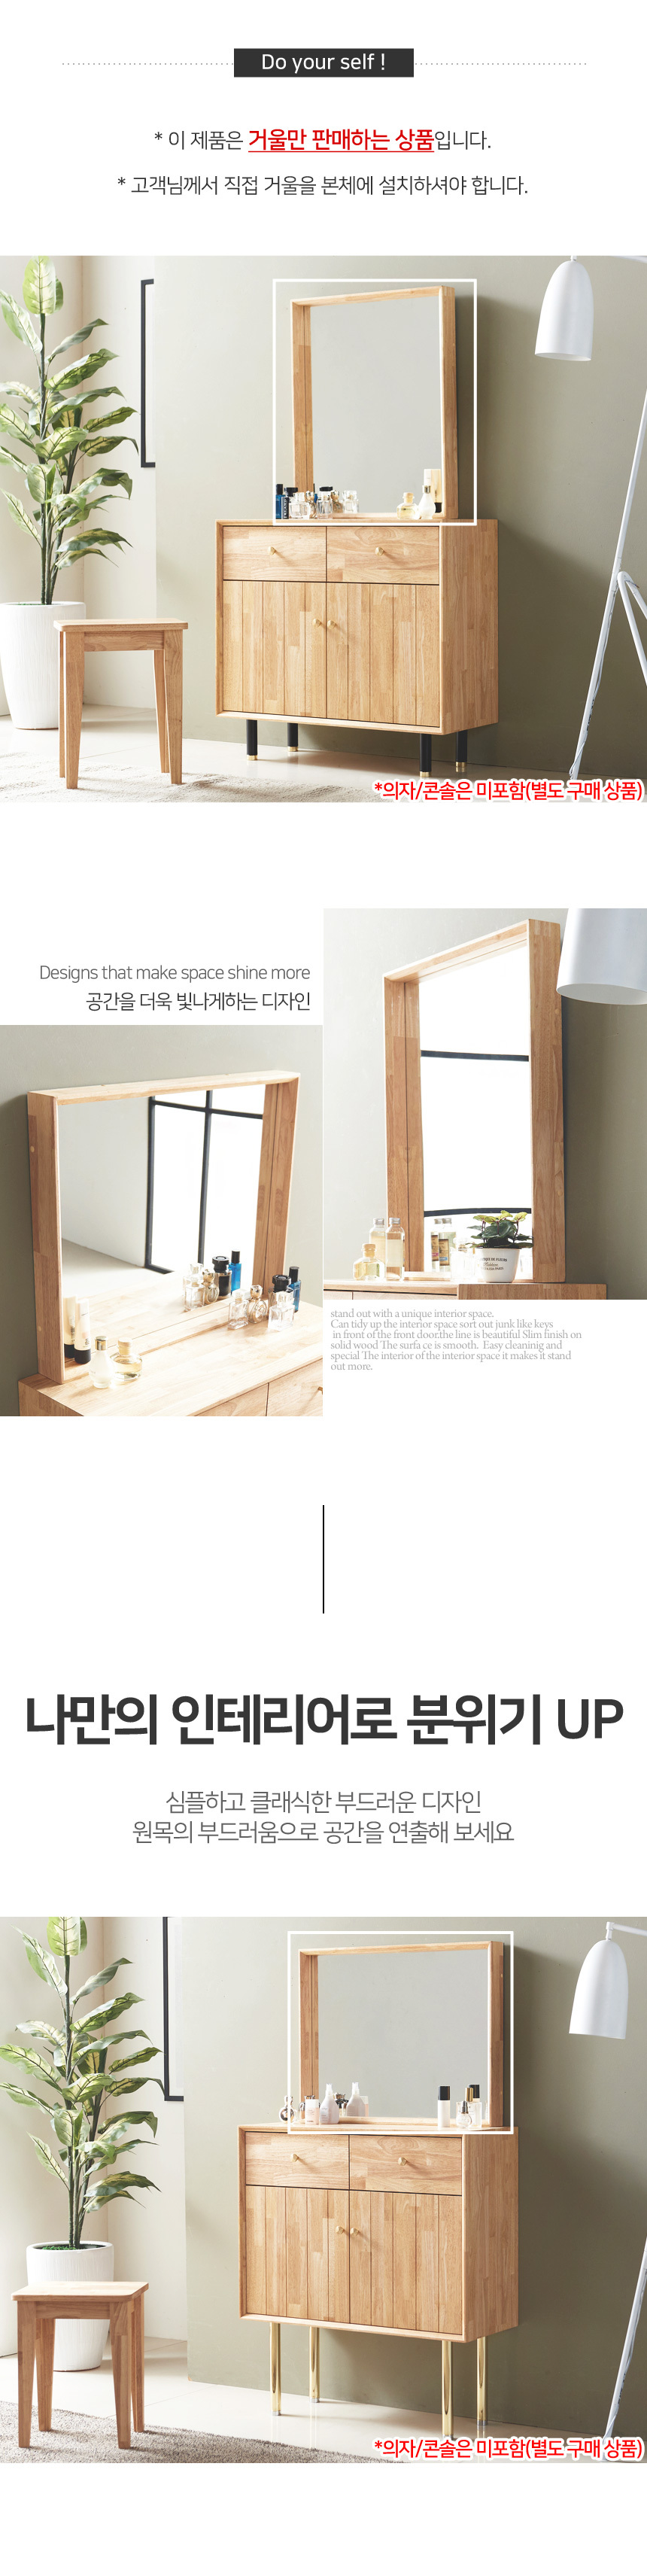 Do your self !
* 이 제품은 거울만 판매하는 상품입니다.
* 고객님께서 직접 거울을 본체에 설치하셔야 합니다.
*의자/콘솔은 미포함(별도 구매 상품)
Designs that make space shine more
공간을 더욱 빛나게하는 디자인
stand out with a unique interior space.
Can tidy up the interior space sort out junk like keys
in front of the front door.the line is beautiful Slim finish on
solid wood The surfa ce is smooth. Easy cleaninig and
special The interior of the interior space it makes it stand
out more.
나만의 인테리어로 분위기 UP
심플하고 클래식한 부드러운 디자인
원목의 부드러움으로 공간을 연출해 보세요
*의자/콘솔은 미포함(별도 구매 상품)